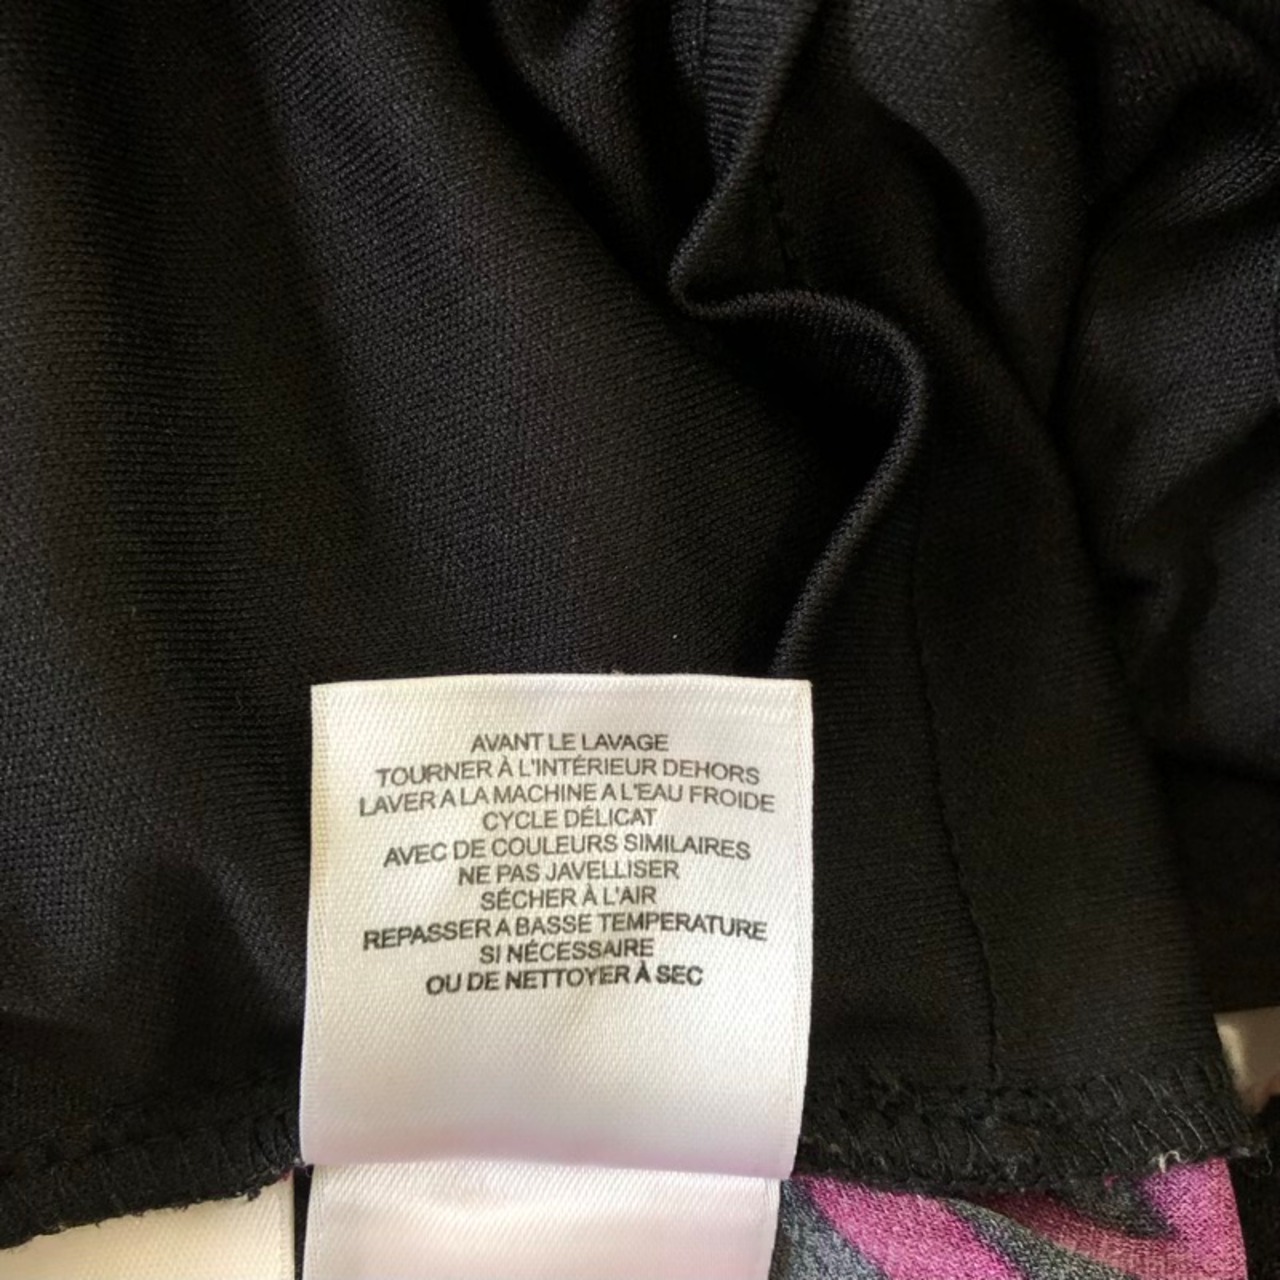 AVANT LE LAVAGE
TOURNER À L'INTÉRIEUR DEHORS
LAVER A LA MACHINE A L'EAU FROIDE
CYCLE DÉLICAT
AVEC DE COULEURS SIMILAIRES
NE PAS JAVELLISER
SÉCHER À L'AIR
REPASSER A BASSE TEMPERATURE
SI NÉCESSAIRE
OU DE NETTOYER À SEC